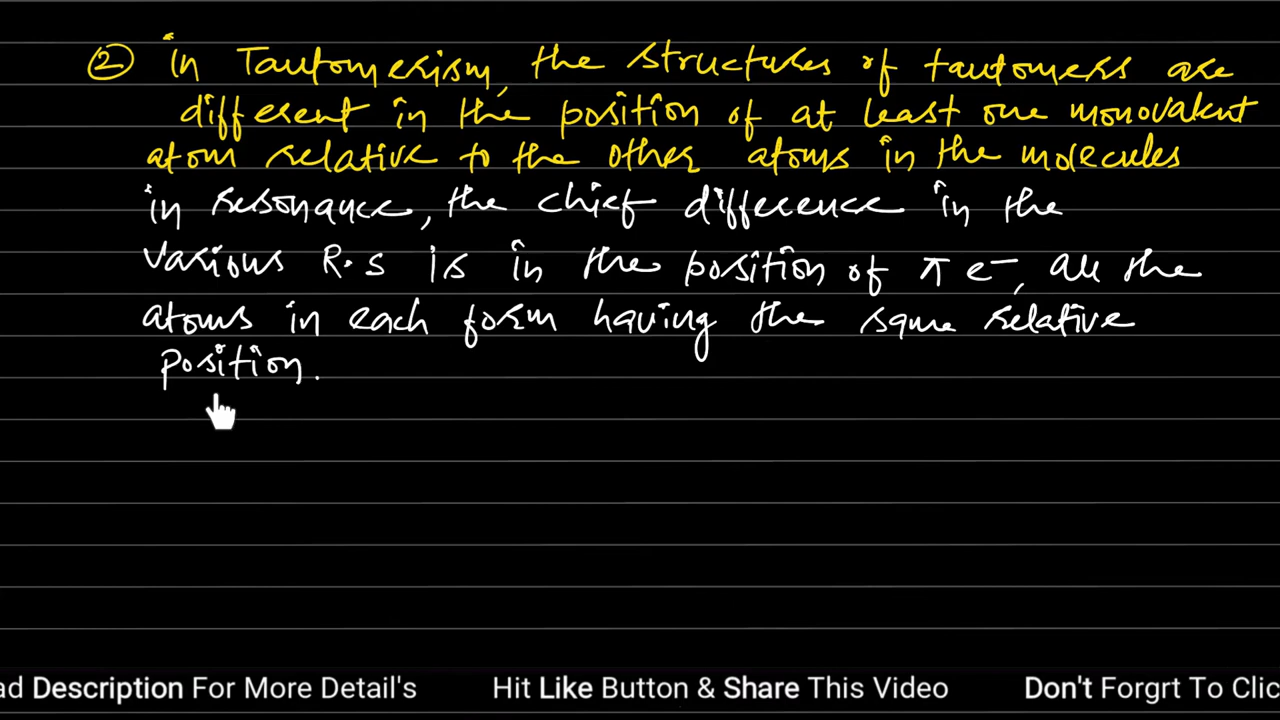 ② in Tautomerism, the structures of tautomers are
different in the position of at least one monovalent
atom relative to the other atoms in the molecules
in resonance, the chief difference in the
various R.S is in the position of π e⁻, all the
atoms in each form having the same relative
position.
ad Description For More Detail's Hit Like Button & Share This Video Don't Forgrt To Clic